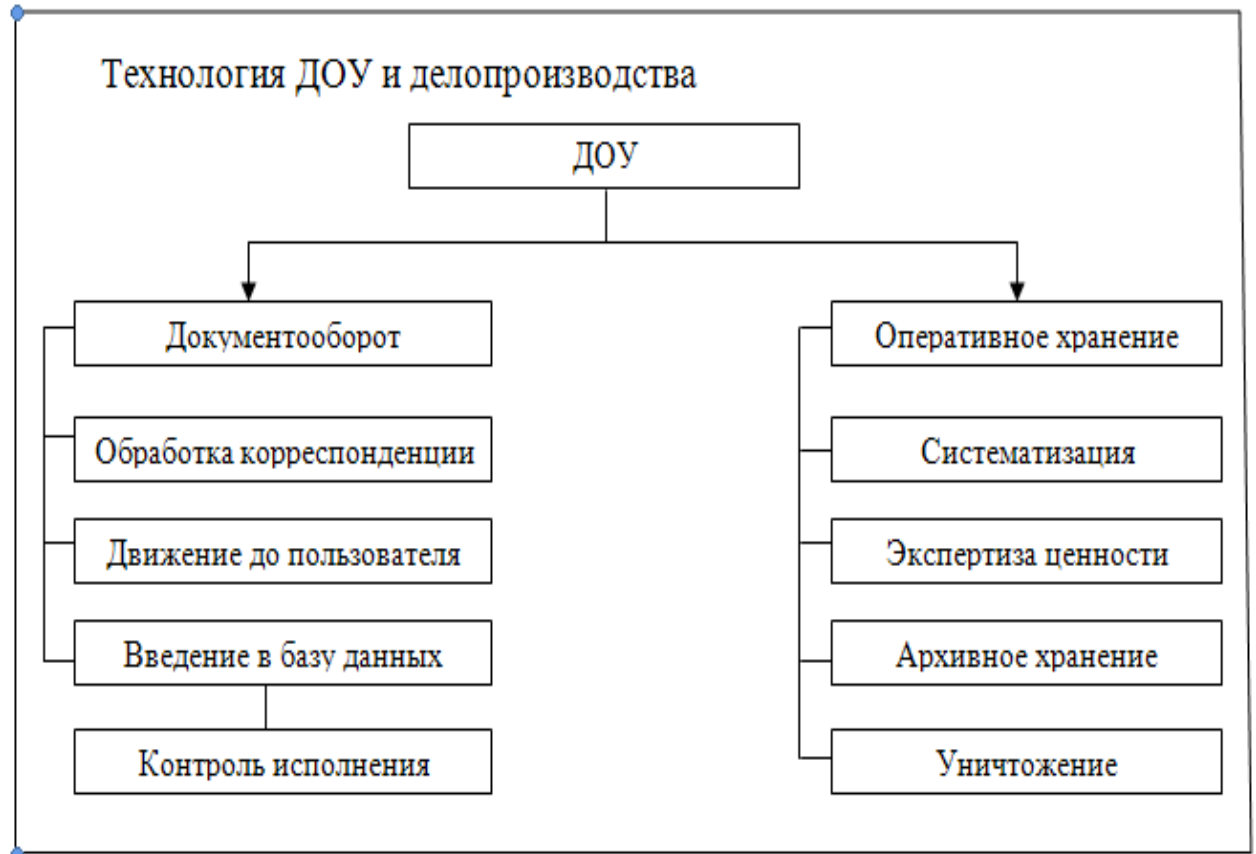 Технология ДОУ и делопроизводства
ДОУ
Документооборот
Обработка корреспонденции
Движение до пользователя
Введение в базу данных
Контроль исполнения
Оперативное хранение
Систематизация
Экспертиза ценности
Архивное хранение
Уничтожение